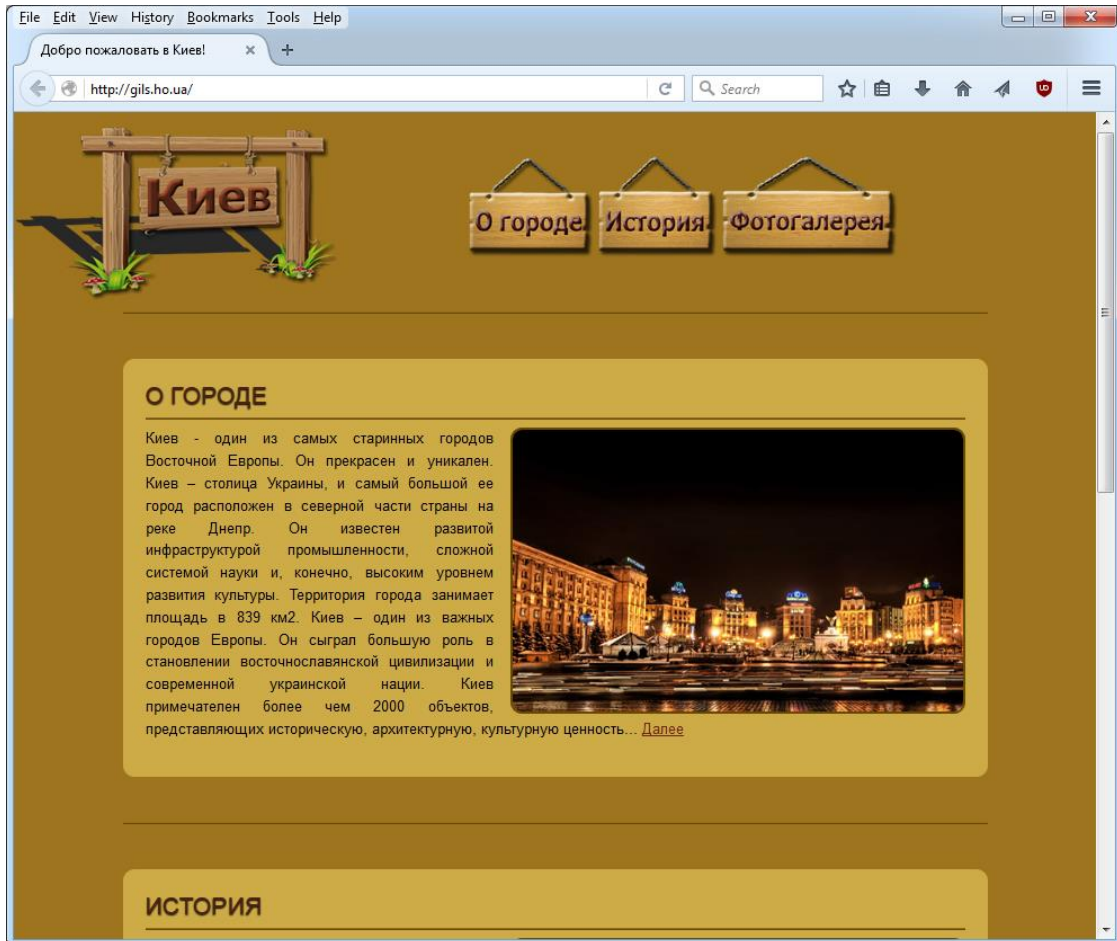 File Edit View History Bookmarks Tools Help
Добро пожаловать в Киев!
http://gils.ho.ua/
Search
Киев
О городе История Фотогалерея
О ГОРОДЕ
Киев - один из самых старинных городов
Восточной Европы. Он прекрасен и уникален.
Киев – столица Украины, и самый большой ее
город расположен в северной части страны на
реке Днепр. Он известен развитой
инфраструктурой промышленности, сложной
системой науки и, конечно, высоким уровнем
развития культуры. Территория города занимает
площадь в 839 км2. Киев – один из важных
городов Европы. Он сыграл большую роль в
становлении восточнославянской цивилизации и
современной украинской нации. Киев
примечателен более чем 2000 объектов,
представляющих историческую, архитектурную, культурную ценность... Далее
ИСТОРИЯ